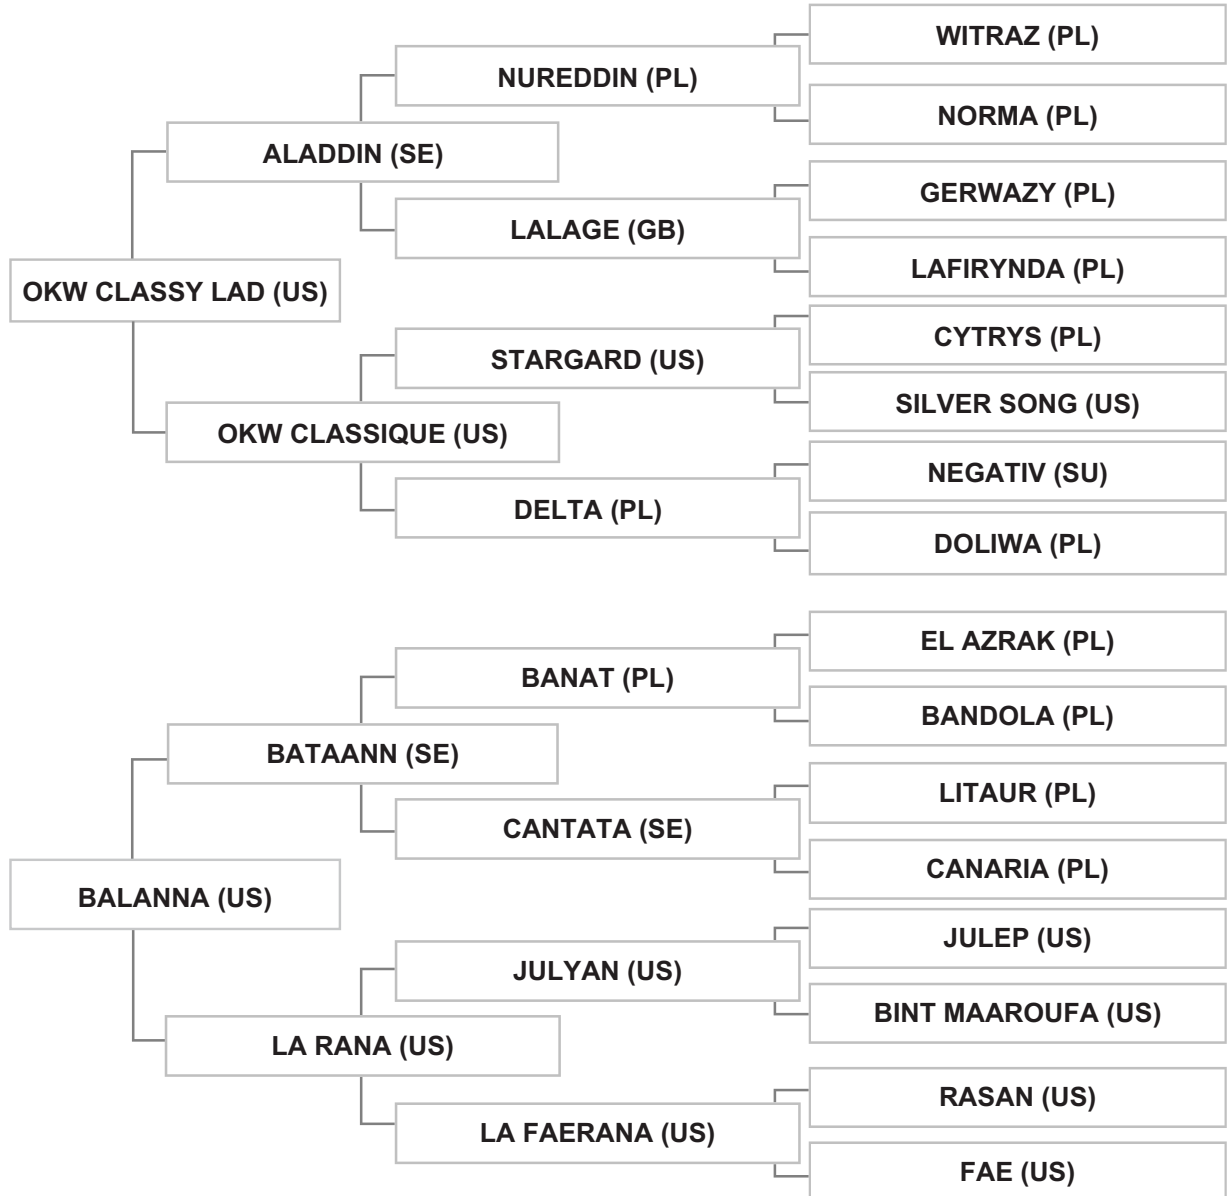 WITRAZ (PL)
NUREDDIN (PL)
NORMA (PL)
ALADDIN (SE)
GERWAZY (PL)
LALAGE (GB)
LAFIRYNDA (PL)
OKW CLASSY LAD (US)
CYTRYS (PL)
STARGARD (US)
SILVER SONG (US)
OKW CLASSIQUE (US)
NEGATIV (SU)
DELTA (PL)
DOLIWA (PL)
EL AZRAK (PL)
BANAT (PL)
BANDOLA (PL)
BATAANN (SE)
LITAUR (PL)
CANTATA (SE)
CANARIA (PL)
BALANNA (US)
JULEP (US)
JULYAN (US)
BINT MAAROUFA (US)
LA RANA (US)
RASAN (US)
LA FAERANA (US)
FAE (US)